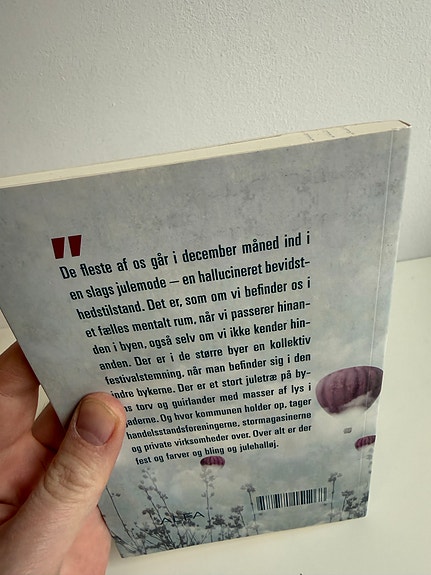 "
De fleste af os går i december måned ind i
en slags julemode – en hallucineret bevidst-
hedstilstand. Det er, som om vi befinder os i
et fælles mentalt rum, når vi passerer hinan-
den i byen, også selv om vi ikke kender hin-
anden. Der er i de større byer en kollektiv
festivalstemning, når man befinder sig i den
indre bykerne. Der er et stort juletræ på by-
ns torv og guirlander med masser af lys i
aderne. Og hvor kommunen holder op, tager
handelsstandsforeningerne, stormagasinerne
og private virksomheder over. Over alt er der
fest og farver og bling og julehalløj.